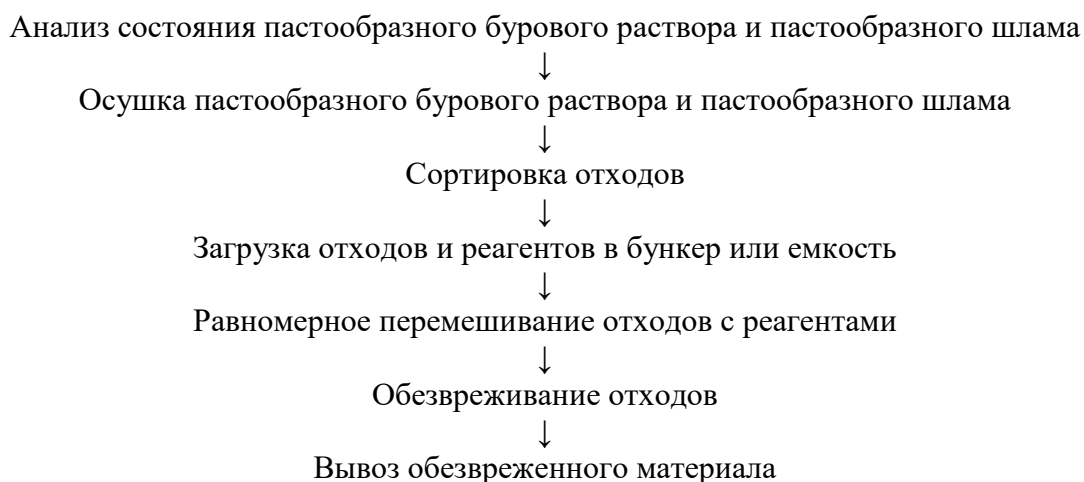 Анализ состояния пастообразного бурового раствора и пастообразного шлама
↓
Осушка пастообразного бурового раствора и пастообразного шлама
↓
Сортировка отходов
↓
Загрузка отходов и реагентов в бункер или емкость
↓
Равномерное перемешивание отходов с реагентами
↓
Обезвреживание отходов
↓
Вывоз обезвреженного материала